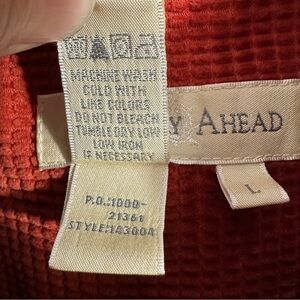 MACHINE WASH
COLD WITH
LIKE COLORS
DO NOT BLEACH
TUMBLE DRY LOW
LOW IRON
IF NECESSARY
Y AHEAD
L
P.O.:1000-
21361
STYLE:1A3004